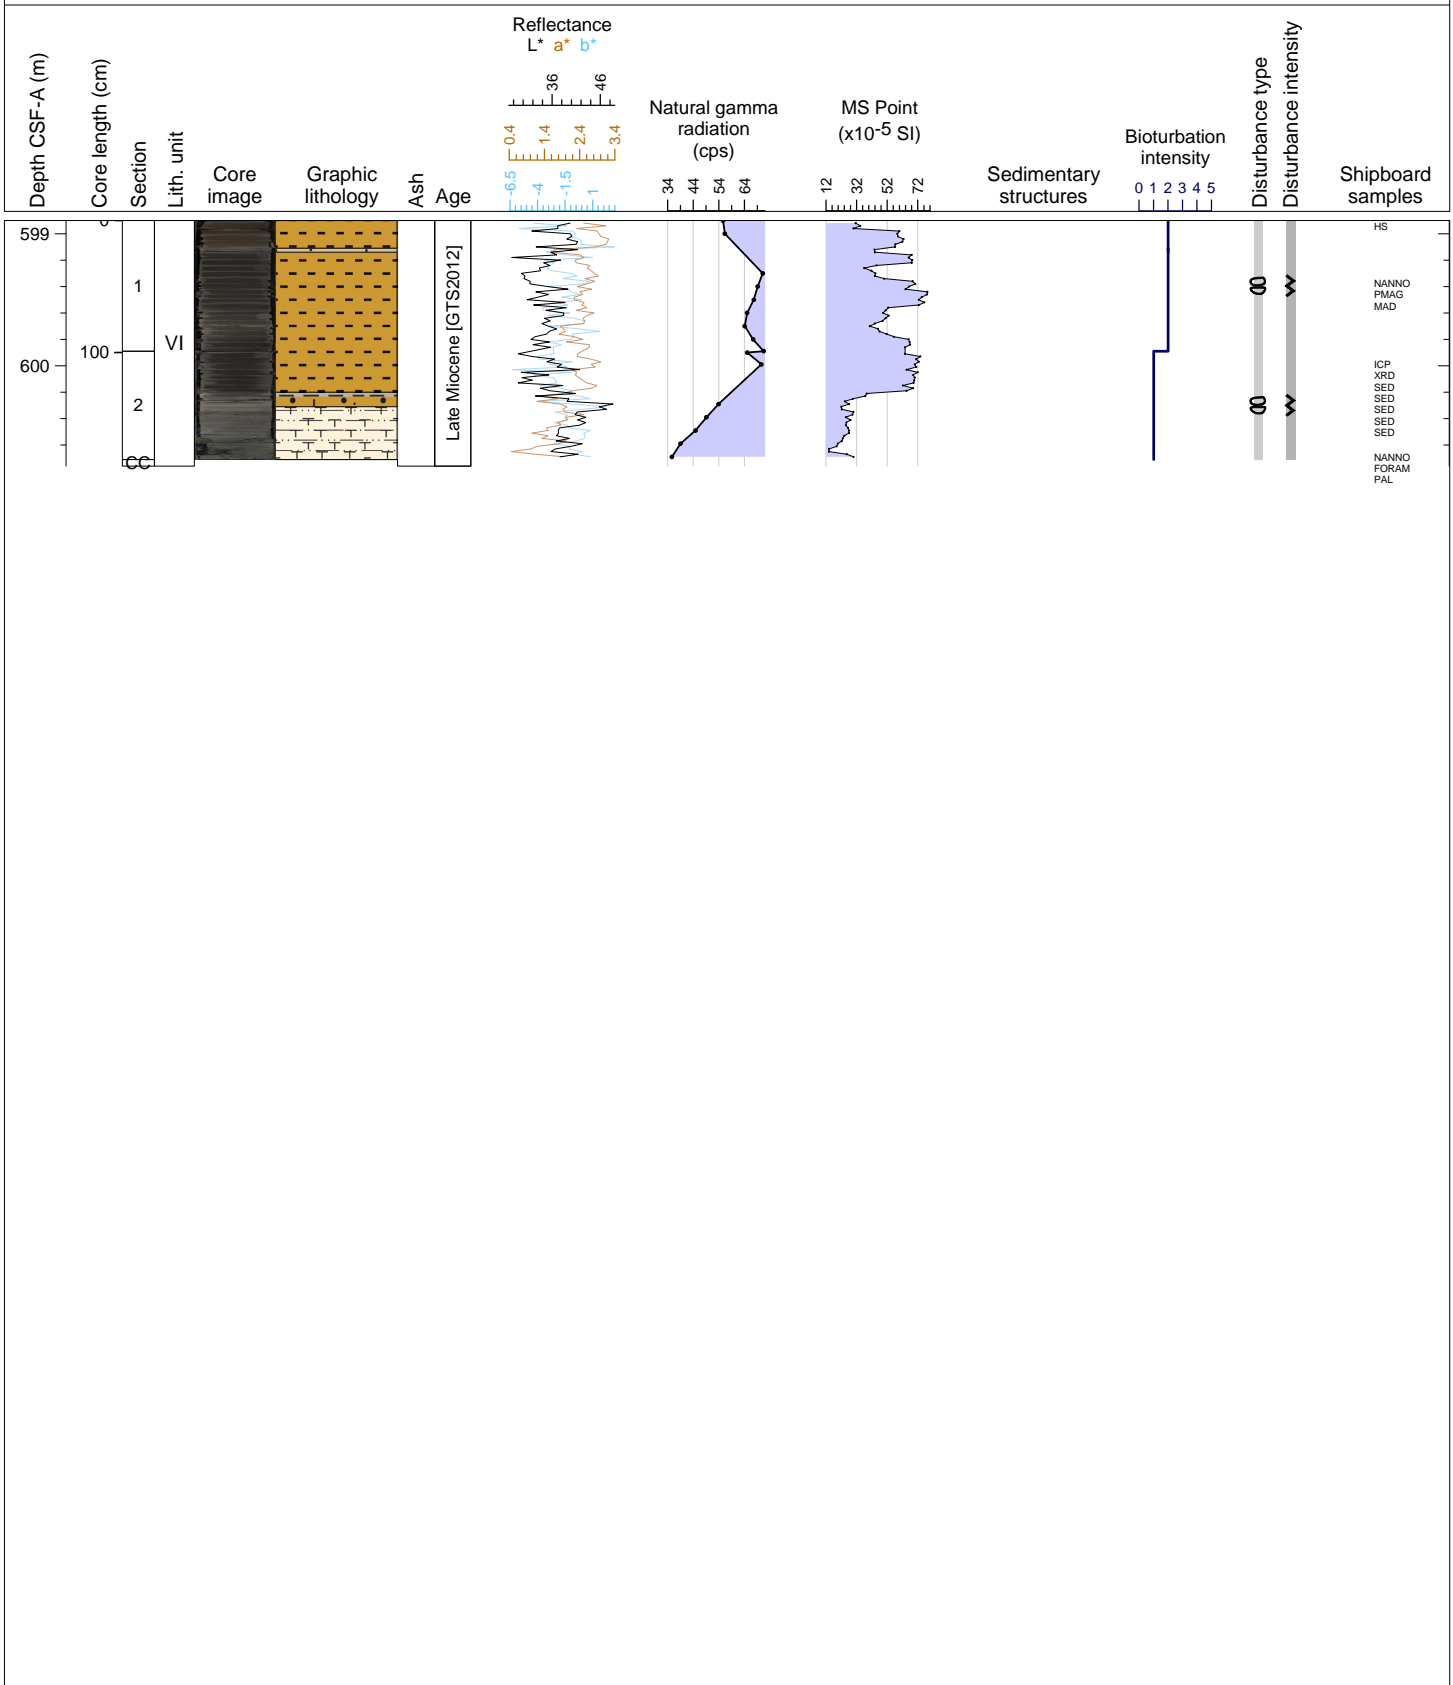 Depth CSF-A (m)
Core length (cm)
Section
Lith. unit
Core
image
Graphic
lithology
Ash
Age
Reflectance
L* a* b*
36 46
0.4 1.4 2.4 3.4
-6.5 -4 -1.5 1
Natural gamma
radiation
(cps)
34 44 54 64
MS Point
(x10-5 SI)
12 32 52 72
Sedimentary
structures
Bioturbation
intensity
0 1 2 3 4 5
Disturbance type
Disturbance intensity
Shipboard
samples
599
600
0
100
1
2
CC
VI
Late Miocene [GTS2012]
HS
NANNO
PMAG
MAD
ICP
XRD
SED
SED
SED
SED
SED
NANNO
FORAM
PAL